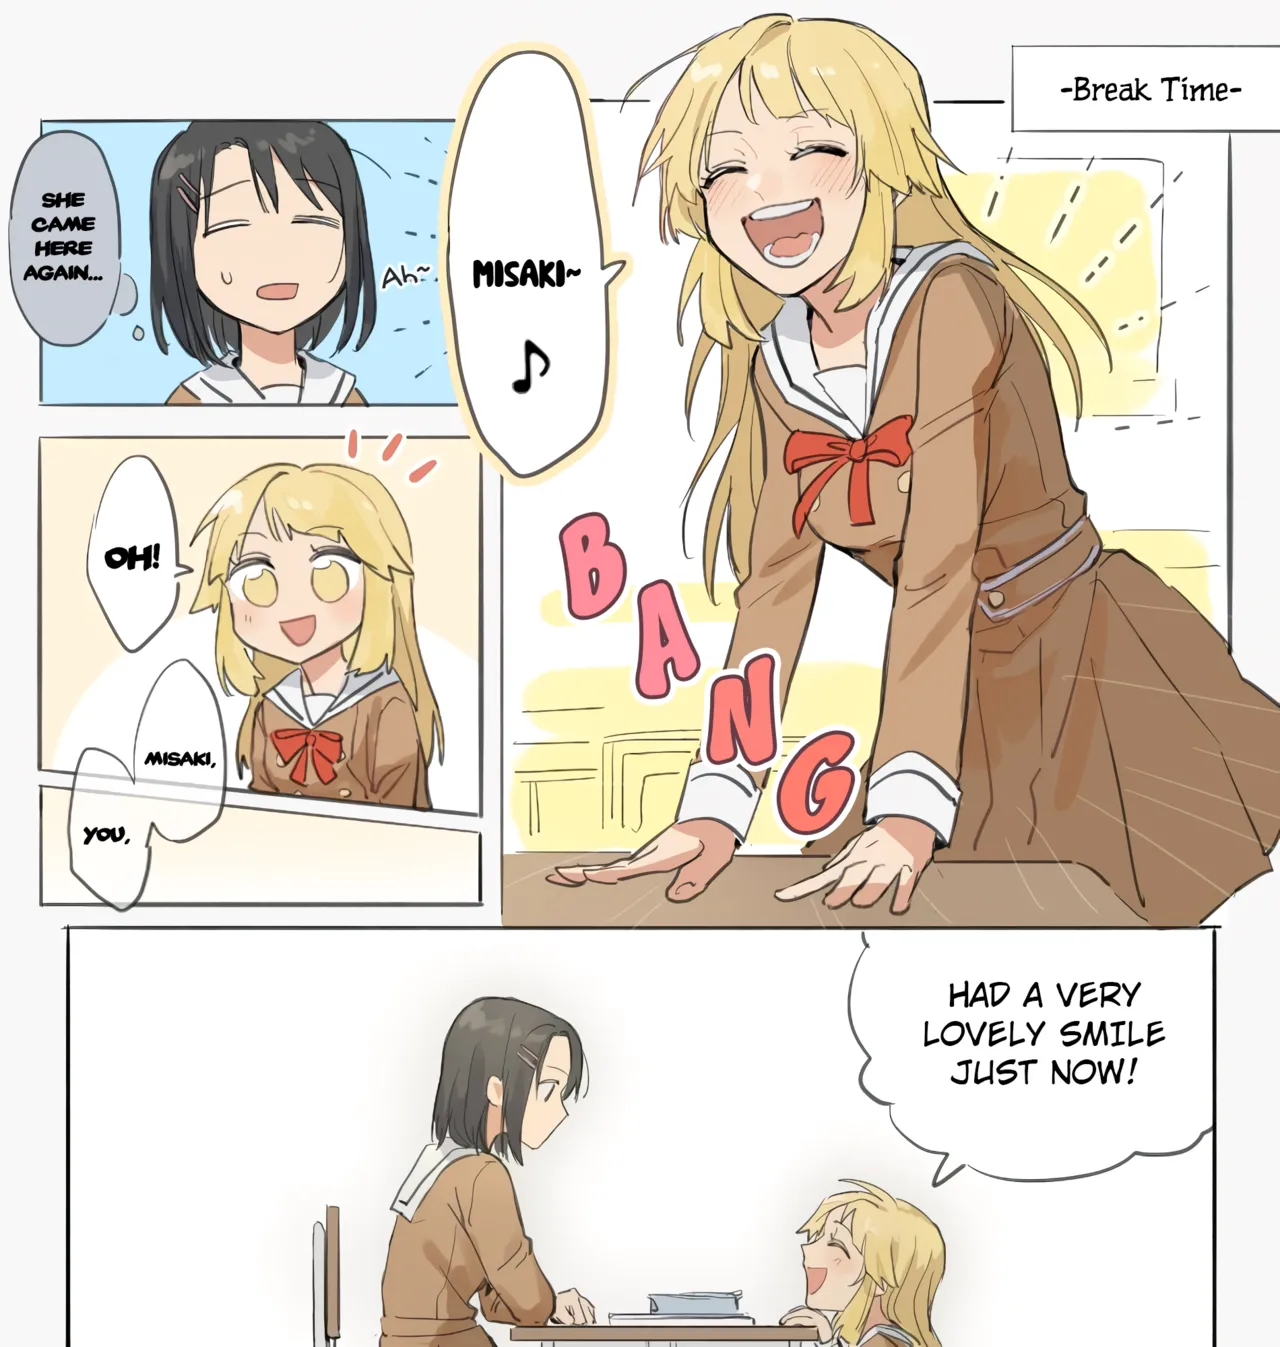 -Break Time-
MISAKI~
♪
BANG
SHE
CAME
HERE
AGAIN...
Ah~
OH!
MISAKI,
YOU,
HAD A VERY
LOVELY SMILE
JUST NOW!